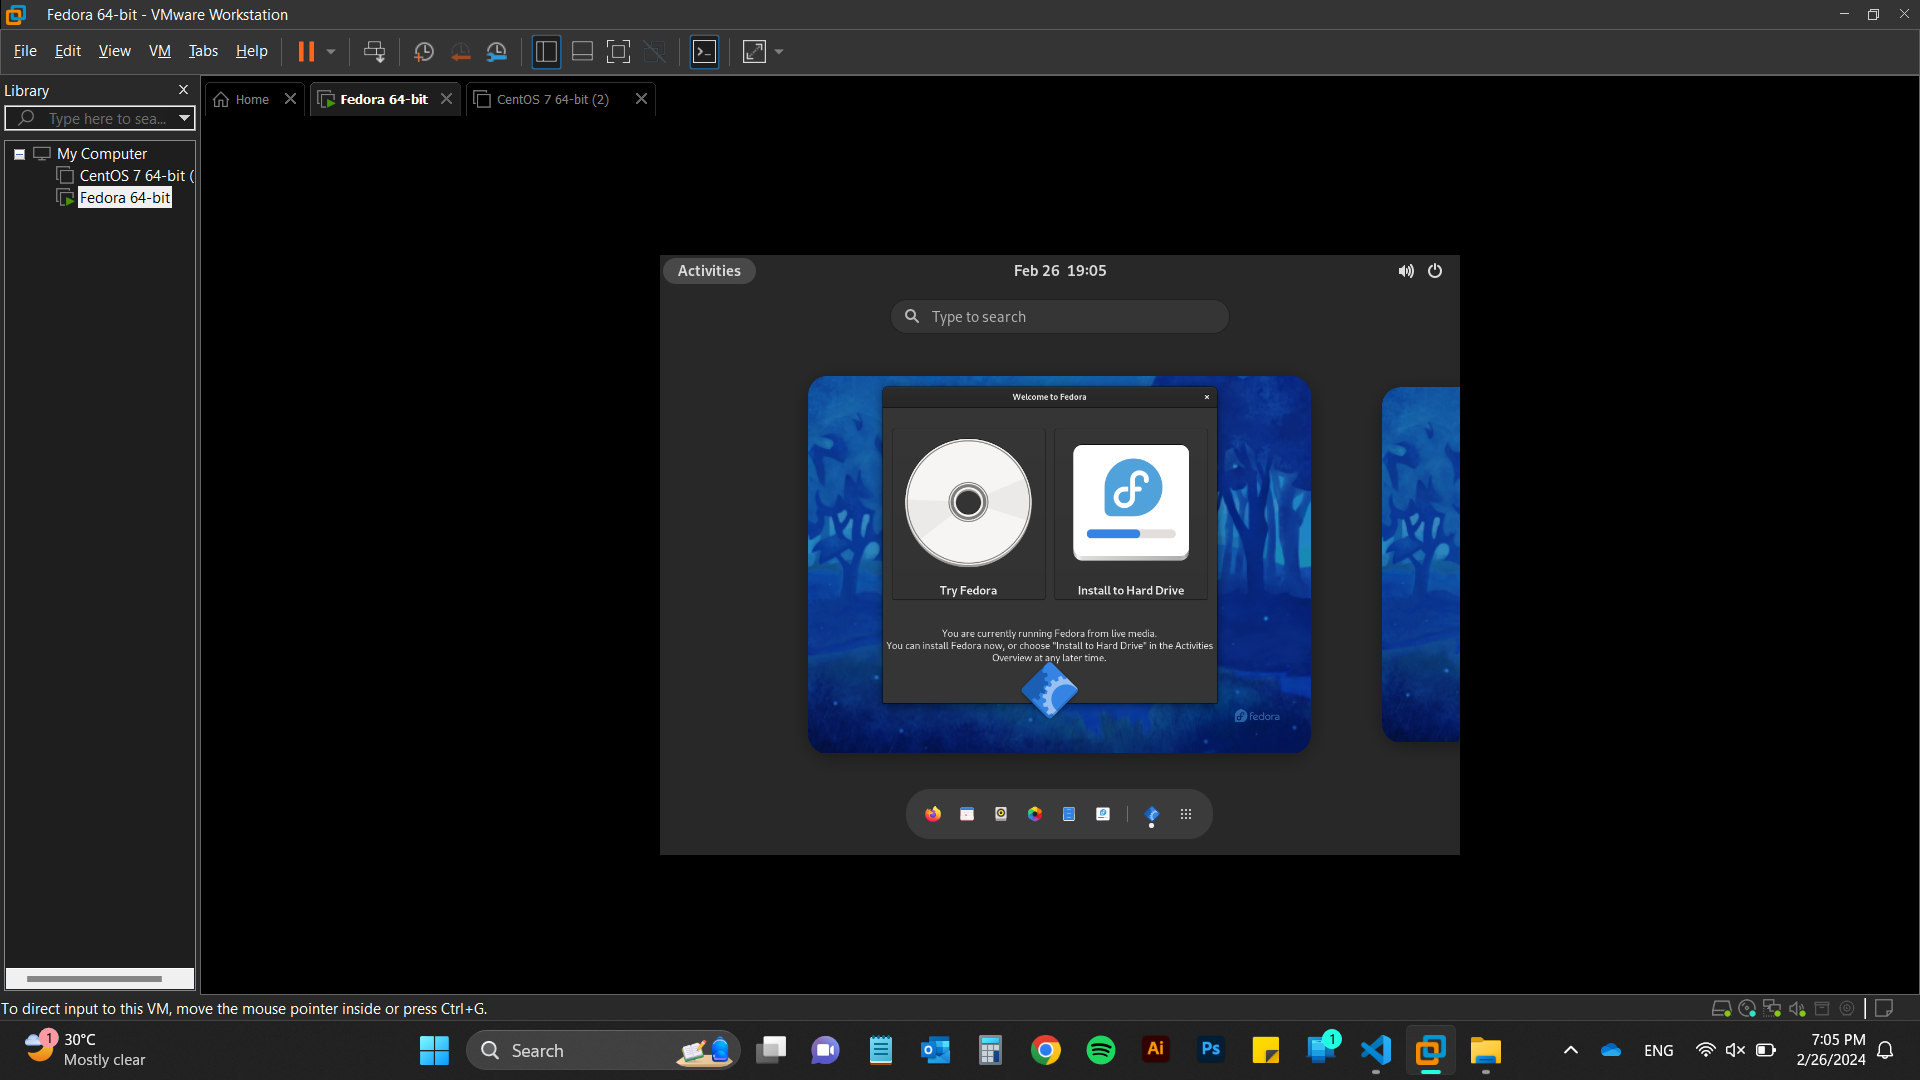 Fedora 64-bit - VMware Workstation
File Edit View VM Tabs Help
Library
Type here to sea...
My Computer
CentOS 7 64-bit (
Fedora 64-bit
Home
Fedora 64-bit
CentOS 7 64-bit (2)
Activities
Feb 26 19:05
Type to search
Welcome to Fedora
Try Fedora
Install to Hard Drive
You are currently running Fedora from live media.
You can install Fedora now, or choose "Install to Hard Drive" in the Activities
Overview at any later time.
fedora
To direct input to this VM, move the mouse pointer inside or press Ctrl+G.
1
30°C
Mostly clear
Search
Ai
Ps
1
ENG
7:05 PM
2/26/2024